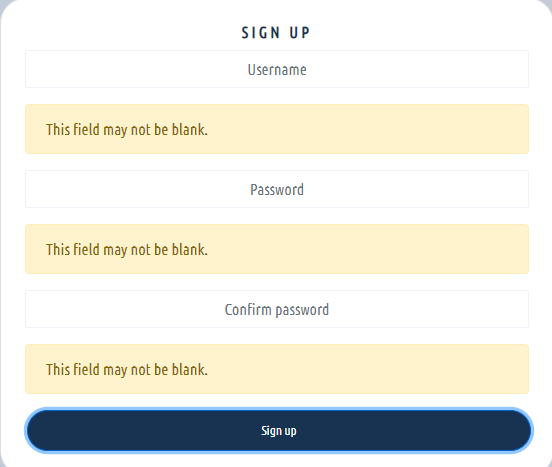 SIGN UP
Username
This field may not be blank.
Password
This field may not be blank.
Confirm password
This field may not be blank.
Sign up